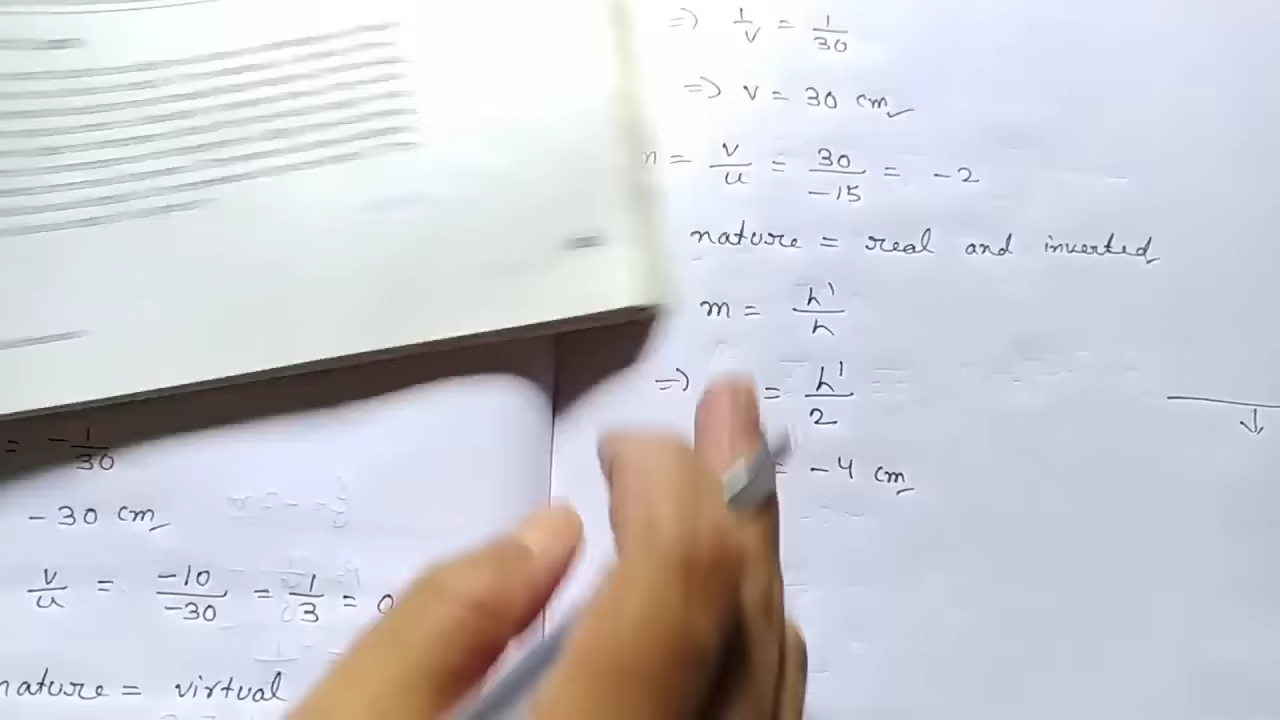 = -1/30
-30 cm
v/u = -10/-30 = 1/3 = 0
nature = virtual
=> 1/v = 1/30
=> v = 30 cm
= v/u = 30/-15 = -2
nature = real and inverted
m = h'/h
=> = h'/2
= -4 cm